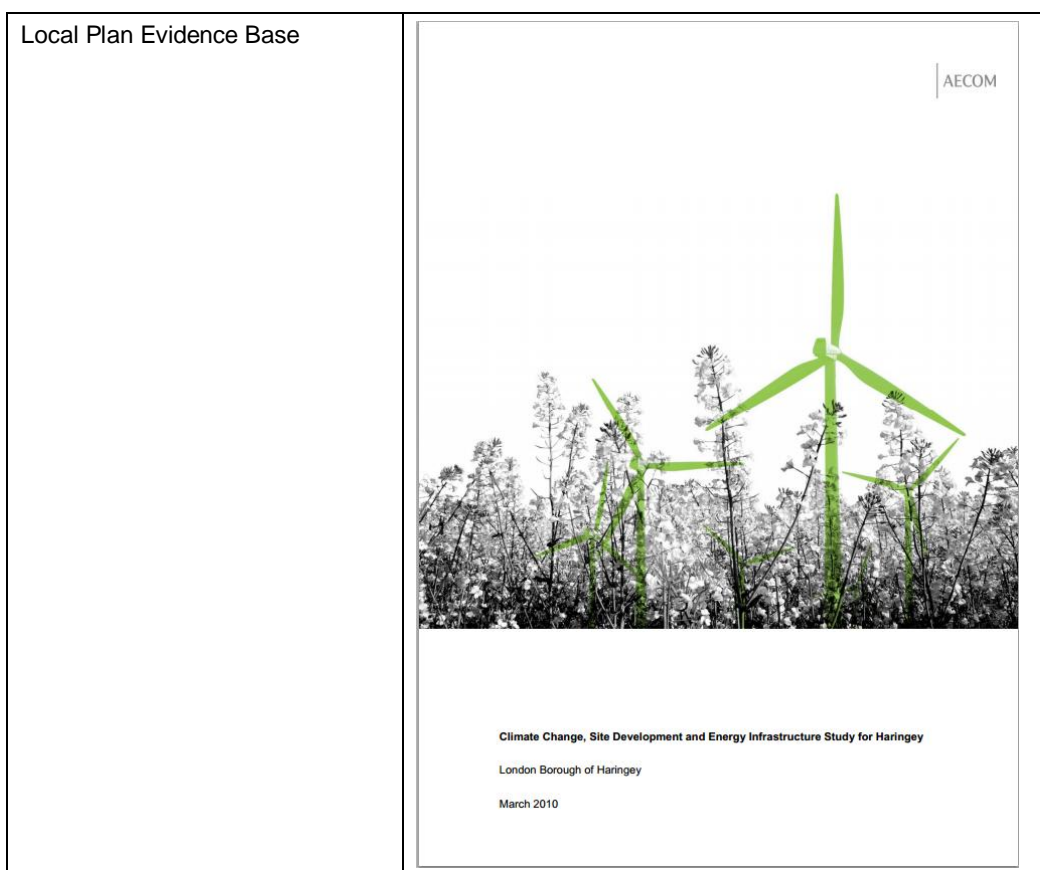 Local Plan Evidence Base
AECOM
Climate Change, Site Development and Energy Infrastructure Study for Haringey
London Borough of Haringey
March 2010